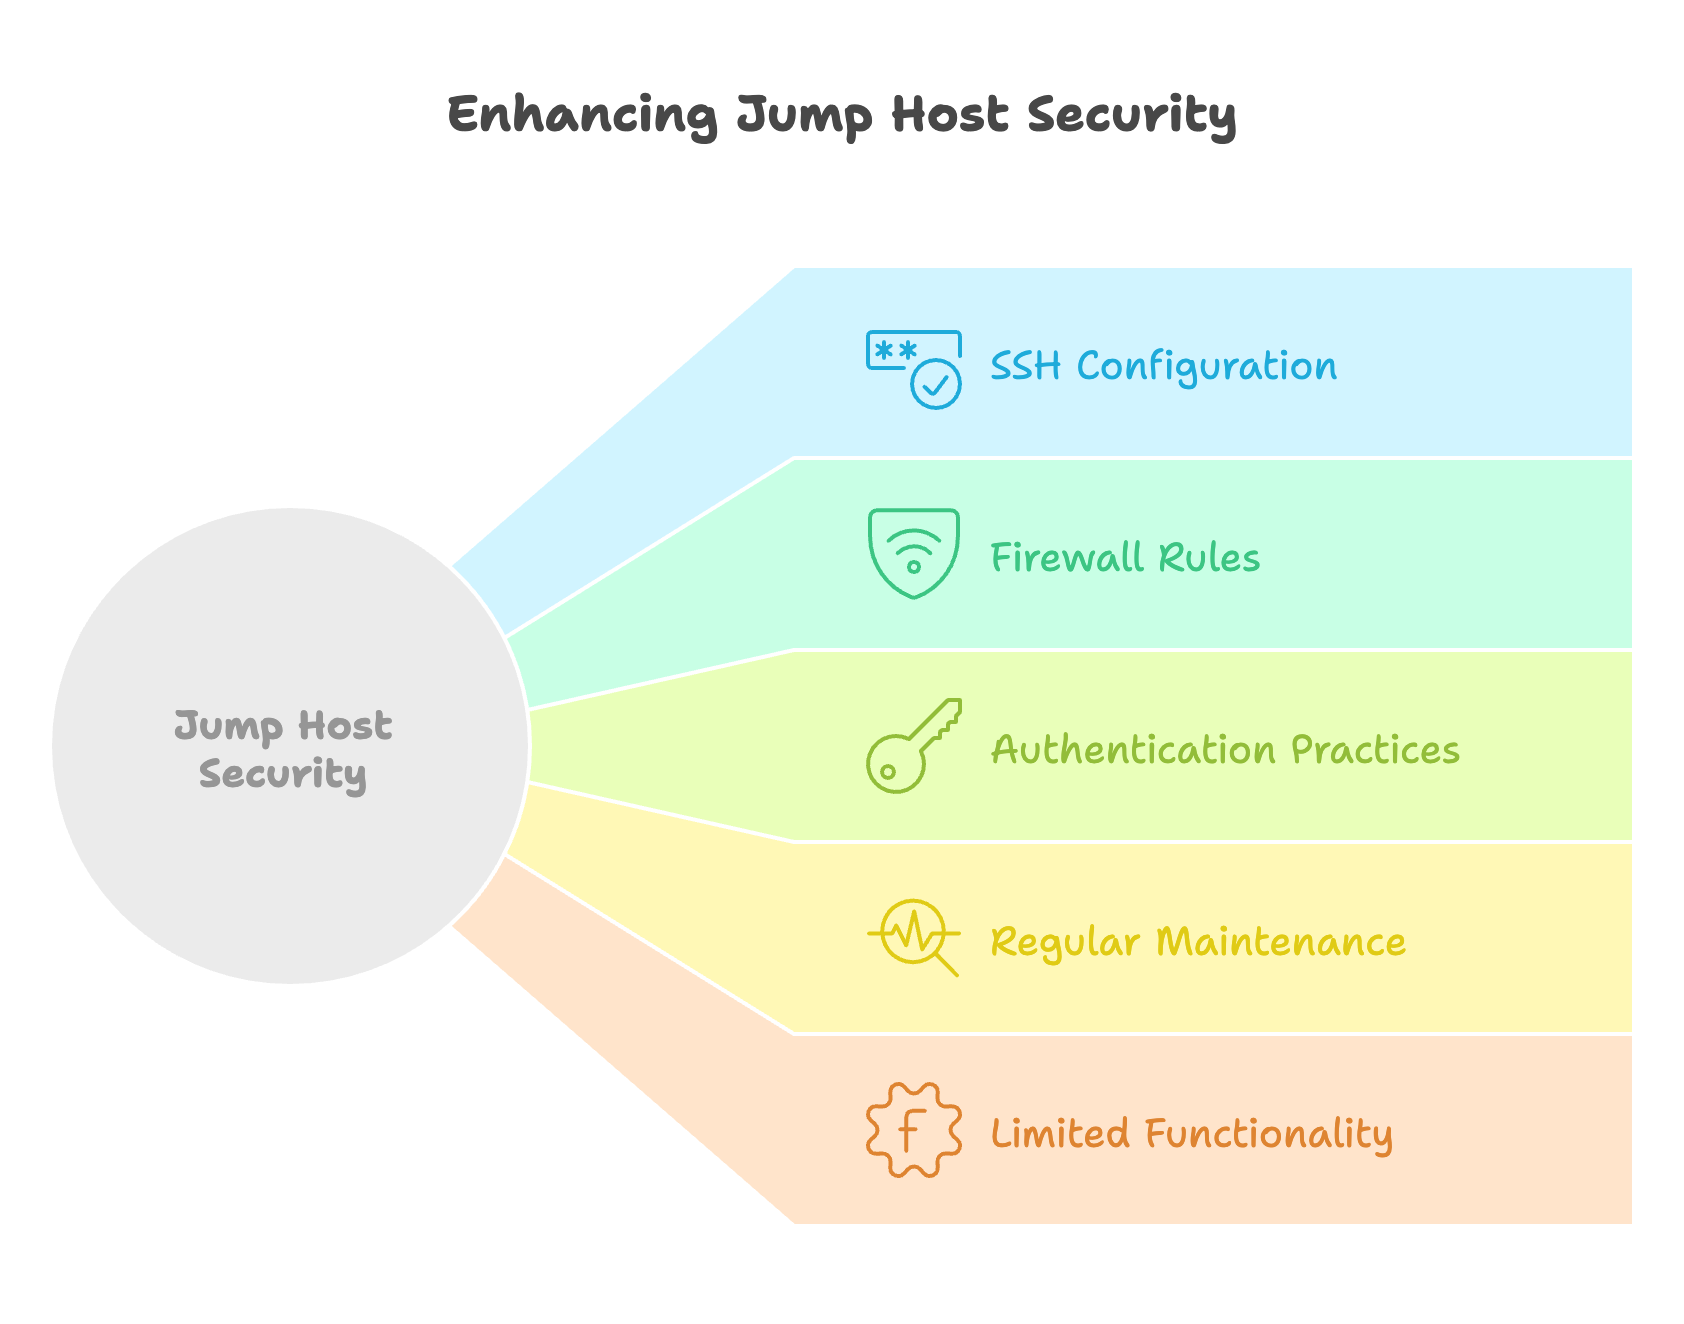 Enhancing Jump Host Security
Jump Host
Security
** SSH Configuration
Firewall Rules
Authentication Practices
Regular Maintenance
f Limited Functionality